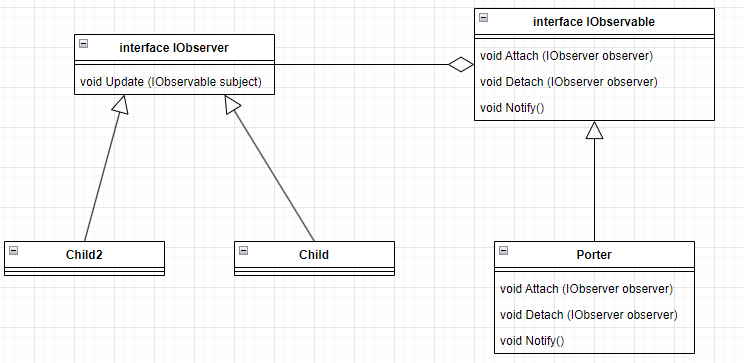 interface IObserver
void Update (IObservable subject)
interface IObservable
void Attach (IObserver observer)
void Detach (IObserver observer)
void Notify()
Child2
Child
Porter
void Attach (IObserver observer)
void Detach (IObserver observer)
void Notify()